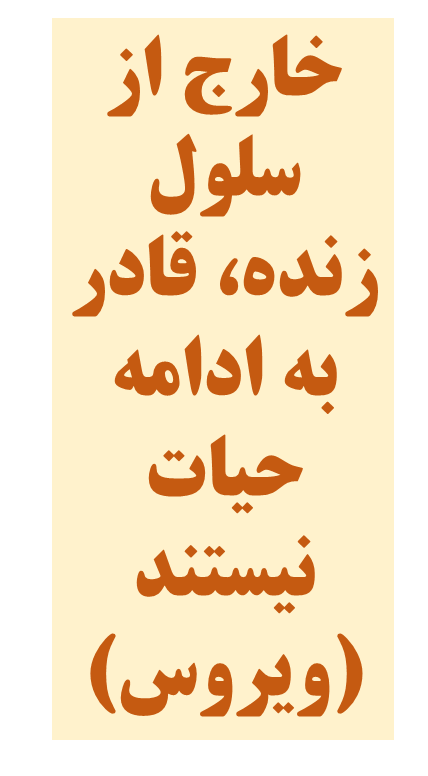 خارج از
سلول
زنده، قادر
به ادامه
حیات
نیستند
(ویروس)